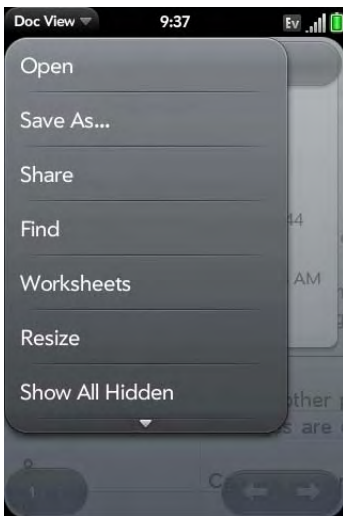 Doc View 9:37 Ev
Open
Save As...
Share
Find
44
Worksheets
AM
Resize
Show All Hidden
other
s are